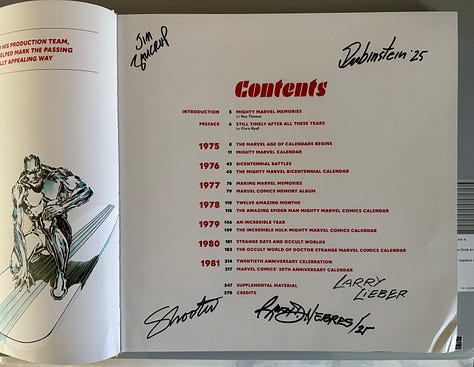 HIS PRODUCTION TEAM,
ELPED MARK THE PASSING
LLY APPEALING WAY
JIM
Rubinstein '25
Contents
INTRODUCTION 5 MIGHTY MARVEL MEMORIES
by Roy Thomas
PREFACE 6 STILL TIMELY AFTER ALL THESE YEARS
by Chris Ryall
1975 8 THE MARVEL AGE OF CALENDARS BEGINS
11 MIGHTY MARVEL CALENDAR
1976 42 BICENTENNIAL BATTLES
45 THE MIGHTY MARVEL BICENTENNIAL CALENDAR
1977 76 MAKING MARVEL MEMORIES
79 MARVEL COMICS MEMORY ALBUM
1978 110 TWELVE AMAZING MONTHS
115 THE AMAZING SPIDER-MAN MIGHTY MARVEL COMICS CALENDAR
1979 146 AN INCREDIBLE YEAR
149 THE INCREDIBLE HULK MIGHTY MARVEL COMICS CALENDAR
1980 181 STRANGE DAYS AND OCCULT WORLDS
183 THE OCCULT WORLD OF DOCTOR STRANGE MARVEL COMICS CALENDAR
1981 214 TWENTIETH ANNIVERSARY CELEBRATION
217 MARVEL COMICS' 20TH ANNIVERSARY CALENDAR
247 SUPPLEMENTAL MATERIAL
270 CREDITS
LARRY
LIEBER
Shooter